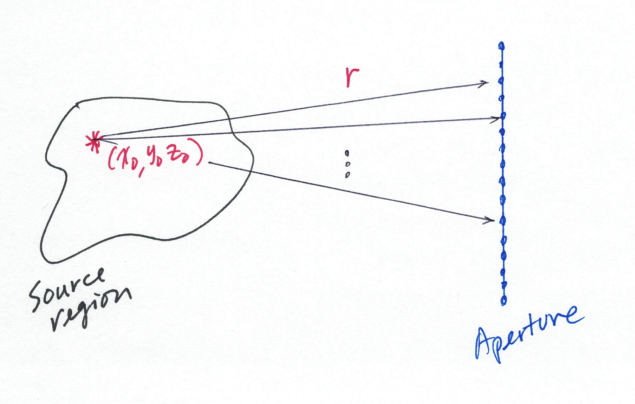 r
(x₀, y₀ z₀)
Source
region
Aperture